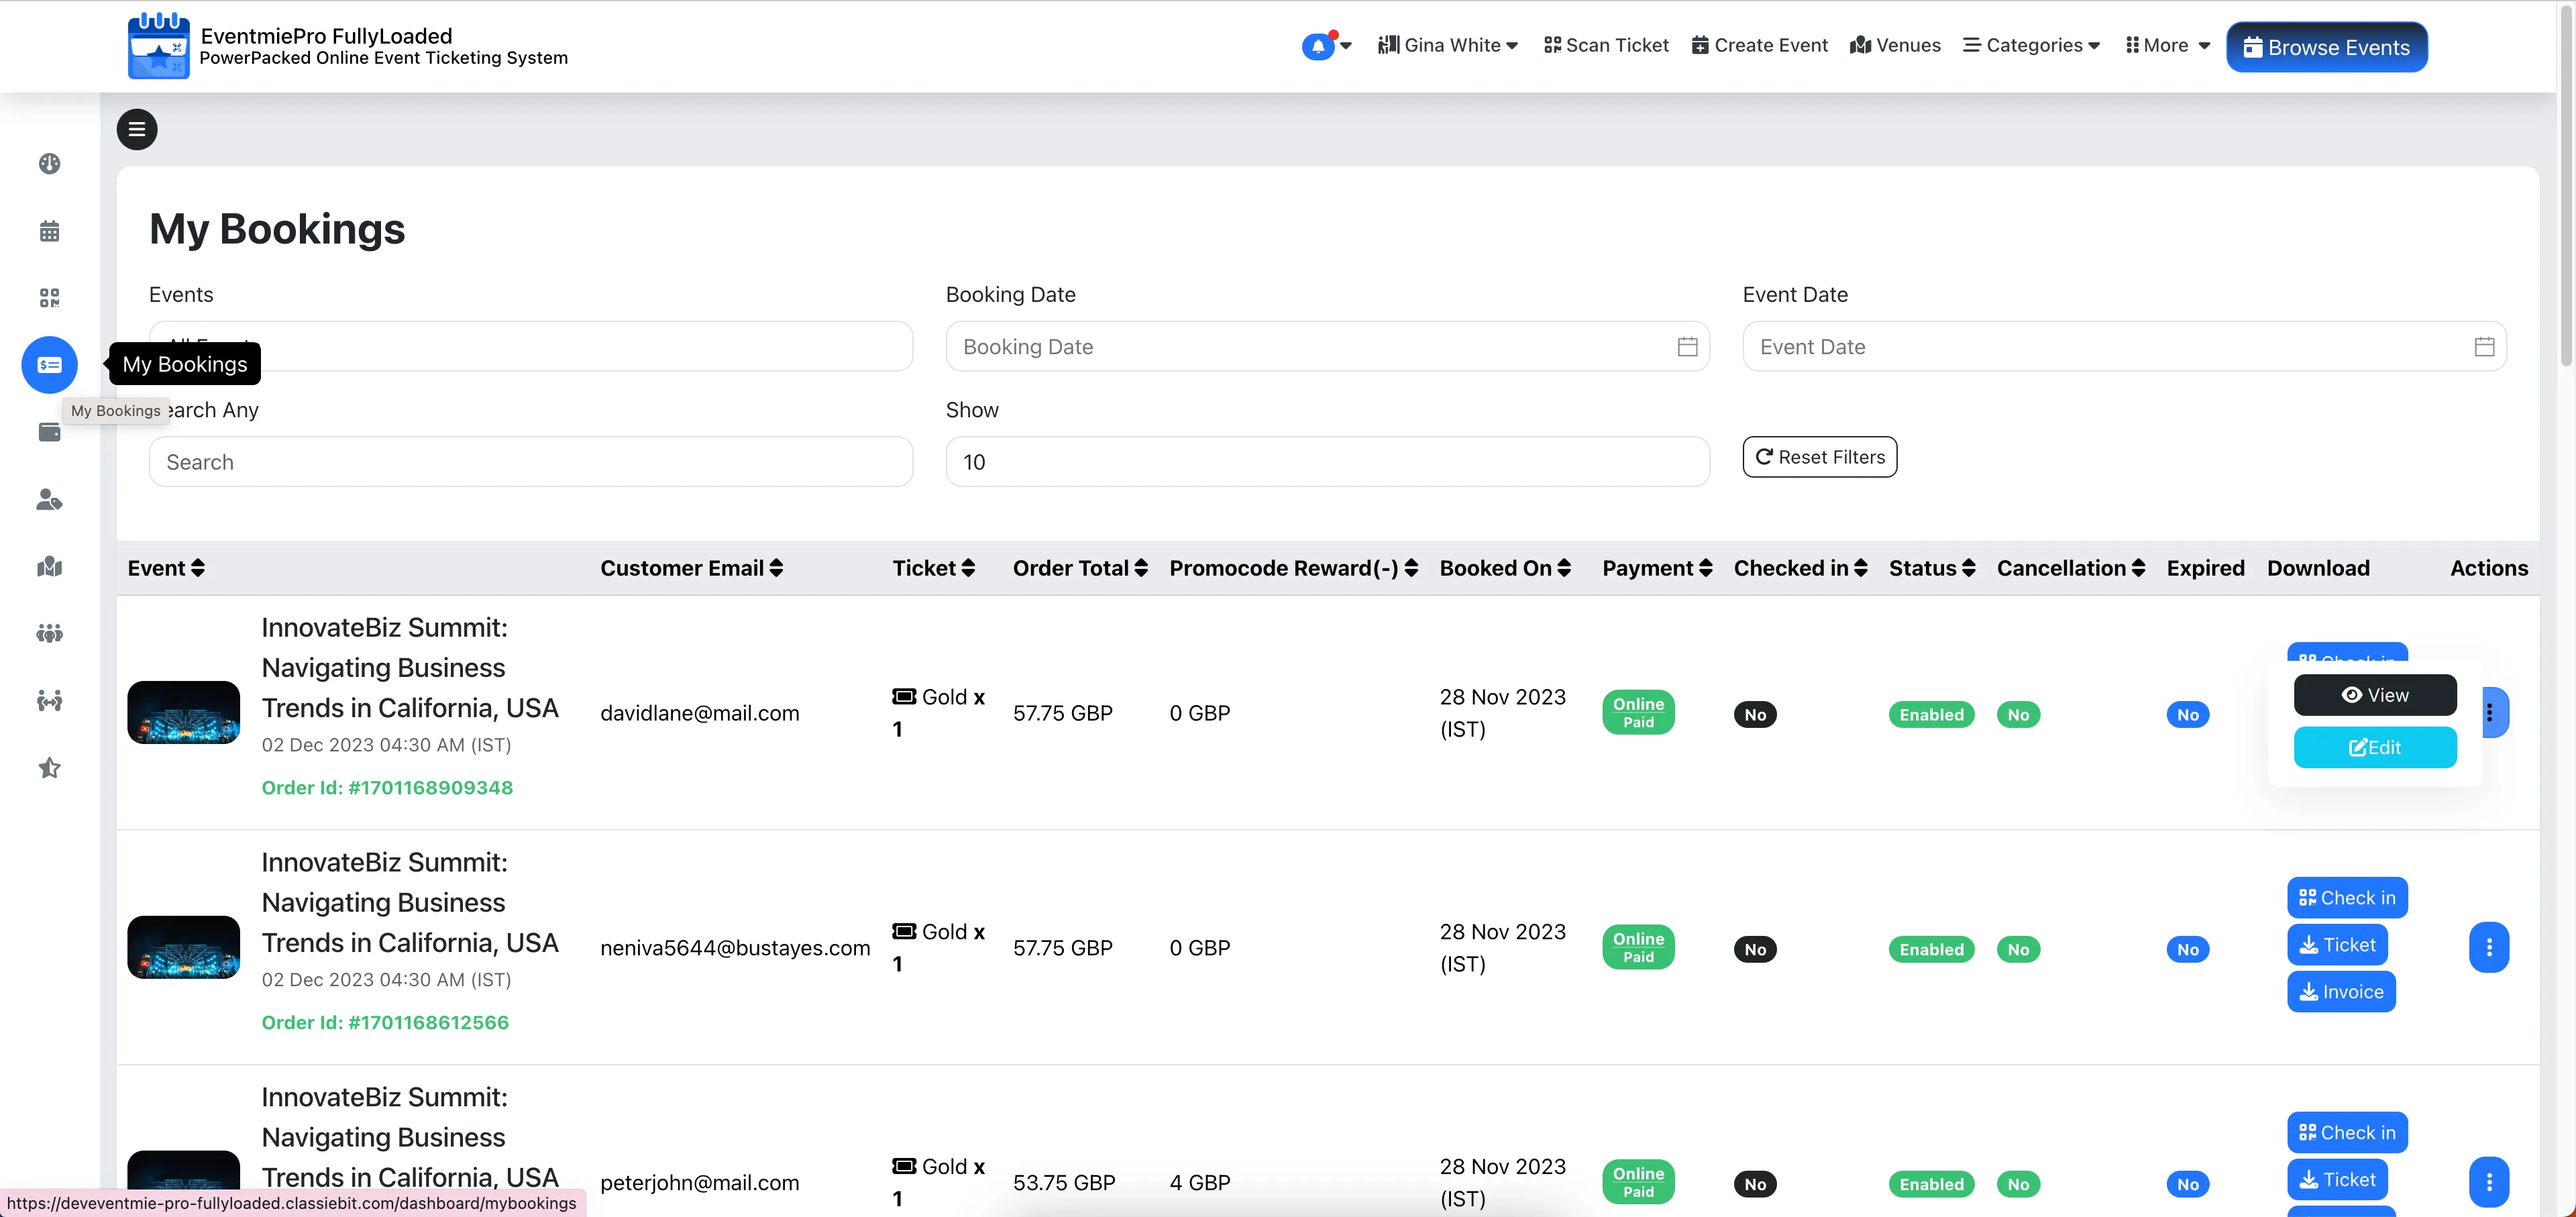 EventmiePro FullyLoaded
PowerPacked Online Event Ticketing System
Gina White
Scan Ticket
Create Event
Venues
Categories
More
Browse Events
My Bookings
Events
Booking Date
Event Date
Booking Date
Event Date
My Bookings
My Bookings
earch Any
Show
Search
10
Reset Filters
Event
Customer Email
Ticket
Order Total
Promocode Reward(-)
Booked On
Payment
Checked in
Status
Cancellation
Expired
Download
Actions
InnovateBiz Summit:
Navigating Business
Trends in California, USA
02 Dec 2023 04:30 AM (IST)
Order Id: #1701168909348
davidlane@mail.com
Gold x
1
57.75 GBP
0 GBP
28 Nov 2023
(IST)
Online
Paid
No
Enabled
No
No
View
Edit
InnovateBiz Summit:
Navigating Business
Trends in California, USA
02 Dec 2023 04:30 AM (IST)
Order Id: #1701168612566
neniva5644@bustayes.com
Gold x
1
57.75 GBP
0 GBP
28 Nov 2023
(IST)
Online
Paid
No
Enabled
No
No
Check in
Ticket
Invoice
InnovateBiz Summit:
Navigating Business
Trends in California, USA
peterjohn@mail.com
Gold x
1
53.75 GBP
4 GBP
28 Nov 2023
(IST)
Online
Paid
No
Enabled
No
No
Check in
Ticket
https://deveventmie-pro-fullyloaded.classiebit.com/dashboard/mybookings